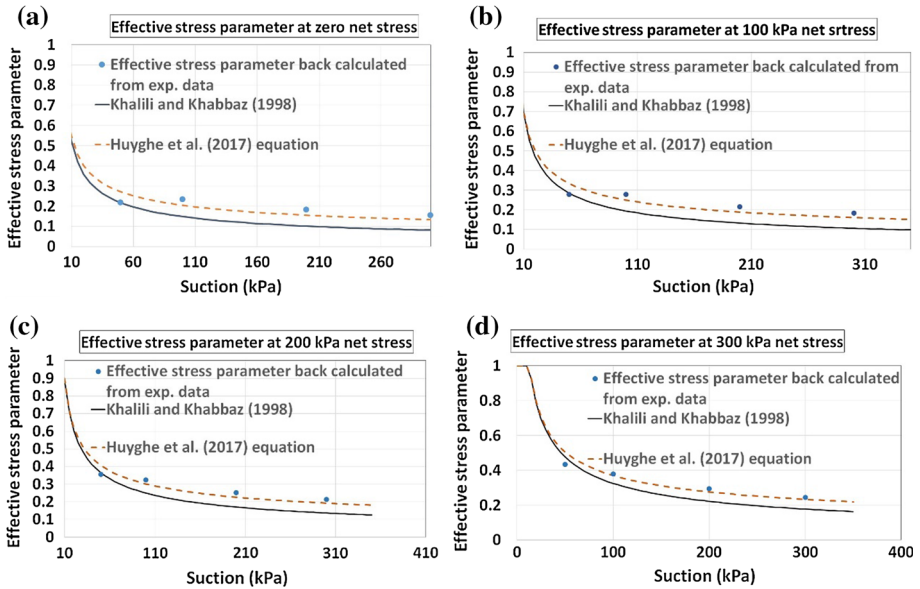 (a)
Effective stress parameter at zero net stress
Effective stress parameter
1
0.9
0.8
0.7
0.6
0.5
0.4
0.3
0.2
0.1
0
Effective stress parameter back calculated
from exp. data
Khalili and Khabbaz (1998)
Huyghe et al. (2017) equation
10 60 110 160 210 260
Suction (kPa)
(b)
Effective stress parameter at 100 kPa net srtress
Effective stress parameter
1
0.9
0.8
0.7
0.6
0.5
0.4
0.3
0.2
0.1
0
Effective stress parameter back calculated from
exp. data
Khalili and Khabbaz (1998)
Huyghe et al. (2017) equation
10 110 210 310
Suction (kPa)
(c)
Effective stress parameter at 200 kPa net stress
Effective stress parameter
1
0.9
0.8
0.7
0.6
0.5
0.4
0.3
0.2
0.1
0
Effective stress parameter back calculated
from exp. data
Khalili and Khabbaz (1998)
Huyghe et al. (2017) equation
10 110 210 310 410
Suction (kPa)
(d)
Effective stress parameter at 300 kPa net stress
Effective stress parameter
1
0.8
0.6
0.4
0.2
0
Effective stress parameter back calculated
from exp. data
Khalili and Khabbaz (1998)
Huyghe et al. (2017) equation
0 100 200 300 400
Suction (kPa)